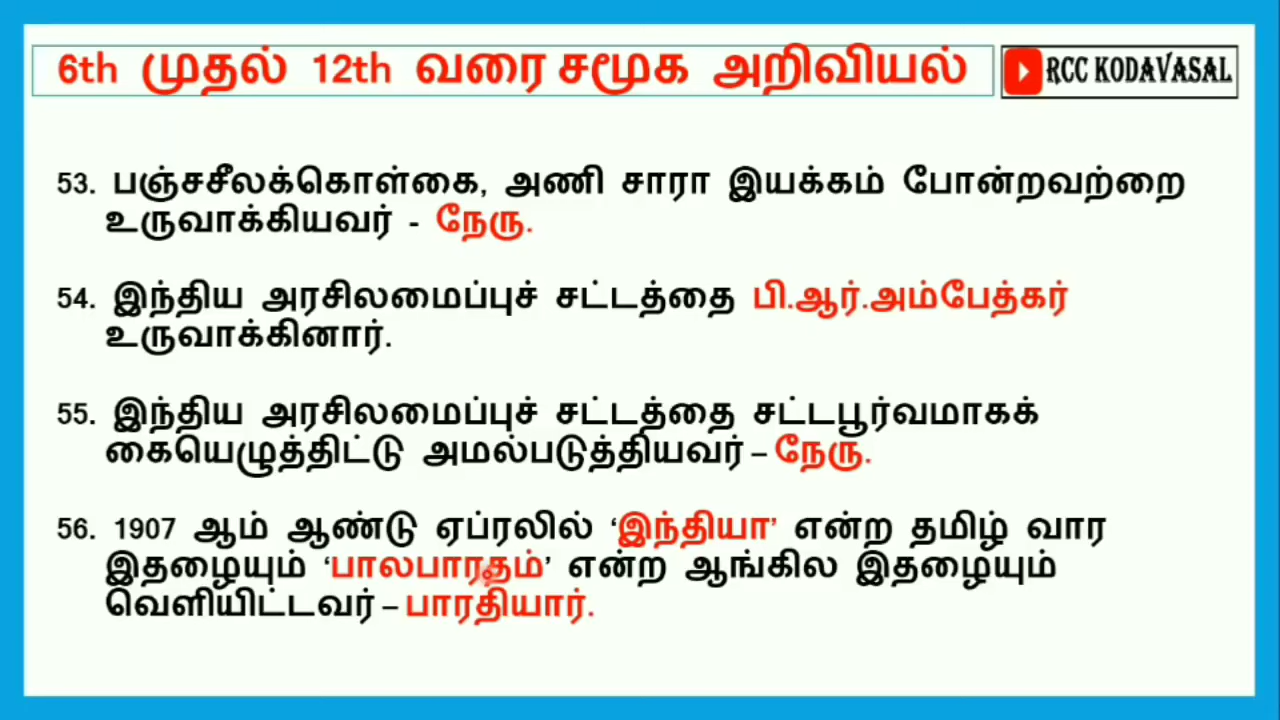 6th முதல் 12th வரை சமூக அறிவியல்
RCC KODAVASAL
53. பஞ்சசீலக்கொள்கை, அணி சாரா இயக்கம் போன்றவற்றை
உருவாக்கியவர் - நேரு.
54. இந்திய அரசிலமைப்புச் சட்டத்தை பி.ஆர்.அம்பேத்கர்
உருவாக்கினார்.
55. இந்திய அரசிலமைப்புச் சட்டத்தை சட்டபூர்வமாகக்
கையெழுத்திட்டு அமல்படுத்தியவர் – நேரு.
56. 1907 ஆம் ஆண்டு ஏப்ரலில் ‘இந்தியா’ என்ற தமிழ் வார
இதழையும் ‘பாலபாரதம்’ என்ற ஆங்கில இதழையும்
வெளியிட்டவர் – பாரதியார்.